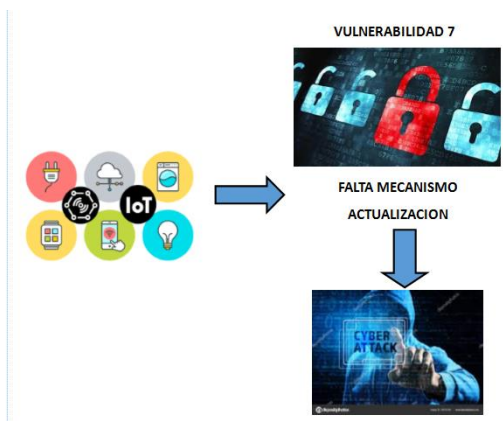 VULNERABILIDAD 7
IoT
FALTA MECANISMO
ACTUALIZACION
CYBER
ATTACK